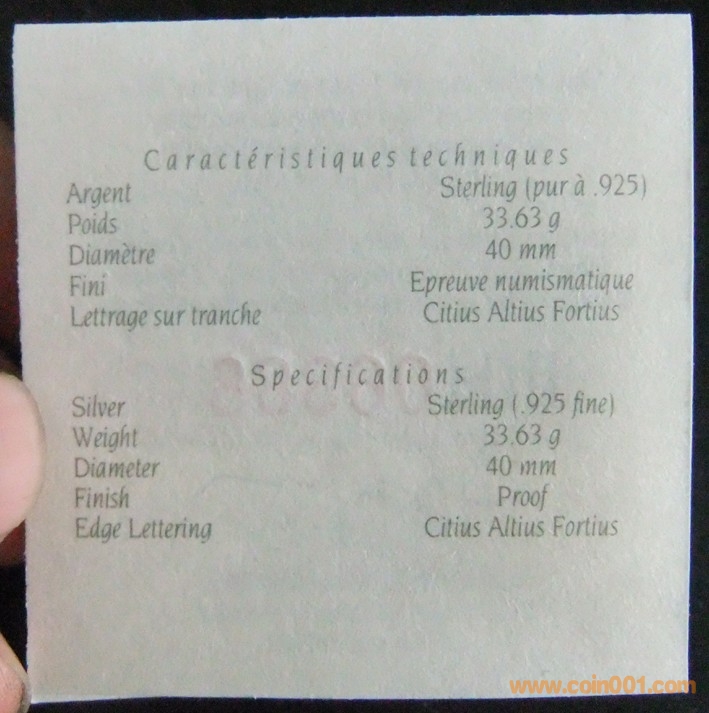 Caractéristiques techniques
Argent Sterling (pur à .925)
Poids 33.63 g
Diamètre 40 mm
Fini Epreuve numismatique
Lettrage sur tranche Citius Altius Fortius
Specifications
Silver Sterling (.925 fine)
Weight 33.63 g
Diameter 40 mm
Finish Proof
Edge Lettering Citius Altius Fortius
www.coin001.com